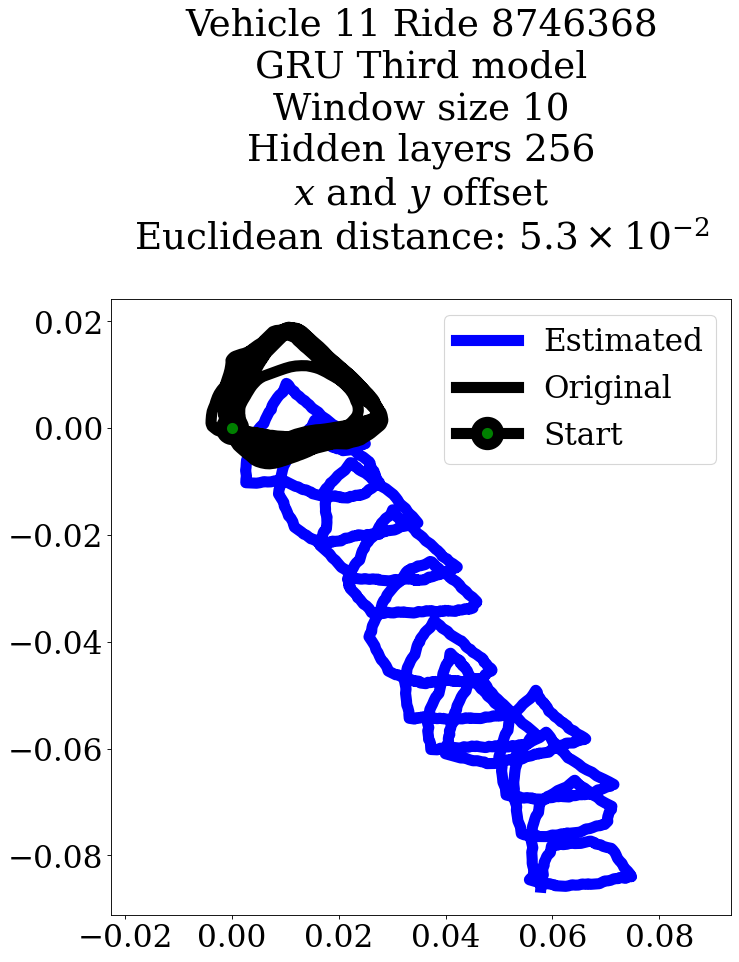 Vehicle 11 Ride 8746368
GRU Third model
Window size 10
Hidden layers 256
x and y offset
Euclidean distance: 5.3 × 10⁻²
Estimated
Original
Start
0.02
0.00
−0.02
−0.04
−0.06
−0.08
−0.02 0.00 0.02 0.04 0.06 0.08